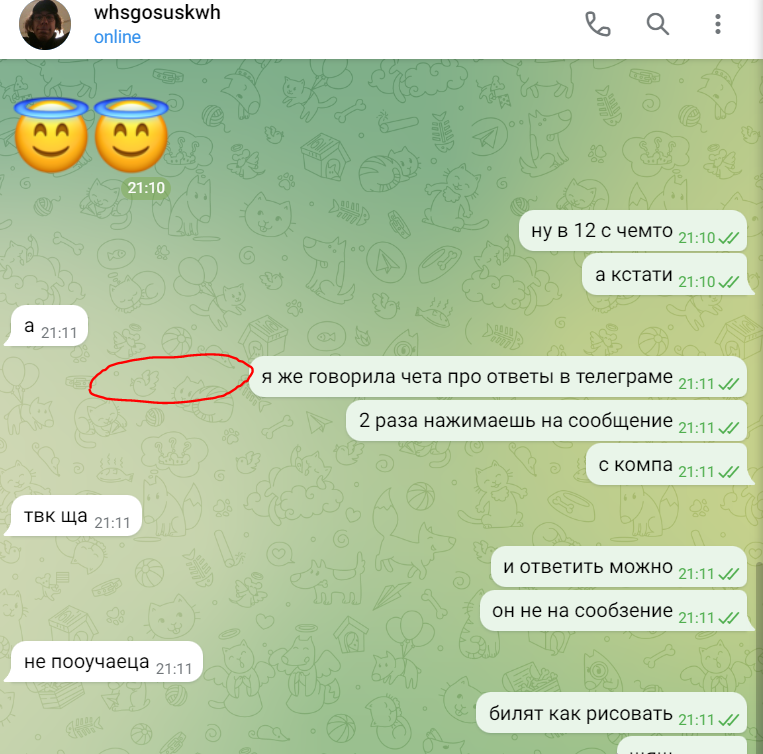 whsgosuskwh
online
21:10
ну в 12 с чемто 21:10
а кстати 21:10
а 21:11
я же говорила чета про ответы в телеграме 21:11
2 раза нажимаешь на сообщение 21:11
с компа 21:11
твк ща 21:11
и ответить можно 21:11
он не на сообзение 21:11
не пооучаеца 21:11
билят как рисовать 21:11